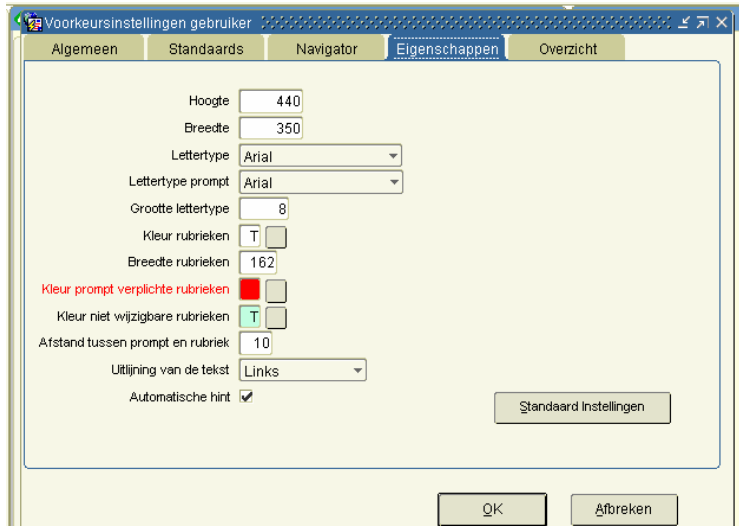 Voorkeursinstellingen gebruiker
Algemeen Standaards Navigator Eigenschappen Overzicht
Hoogte 440
Breedte 350
Lettertype Arial
Lettertype prompt Arial
Grootte lettertype 8
Kleur rubrieken T
Breedte rubrieken 162
Kleur prompt verplichte rubrieken
Kleur niet wijzigbare rubrieken T
Afstand tussen prompt en rubriek 10
Uitlijning van de tekst Links
Automatische hint
Standaard Instellingen
OK Afbreken